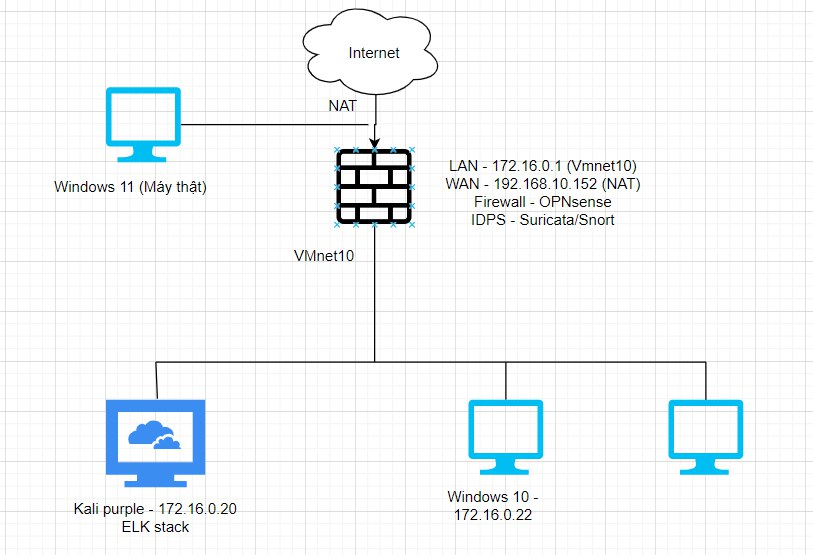 Internet
NAT
Windows 11 (Máy thật)
LAN - 172.16.0.1 (Vmnet10)
WAN - 192.168.10.152 (NAT)
Firewall - OPNsense
IDPS - Suricata/Snort
VMnet10
Kali purple - 172.16.0.20
ELK stack
Windows 10 -
172.16.0.22